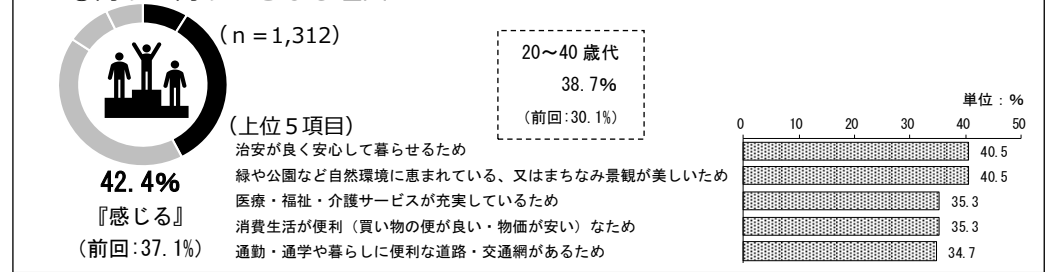 （ｎ＝1,312）
20～40歳代
38.7%
（前回：30.1%）
単位：％
（上位５項目）
0 10 20 30 40 50
治安が良く安心して暮らせるため 40.5
緑や公園など自然環境に恵まれている、又はまちなみ景観が美しいため 40.5
医療・福祉・介護サービスが充実しているため 35.3
消費生活が便利（買い物の便が良い・物価が安い）なため 35.3
通勤・通学や暮らしに便利な道路・交通網があるため 34.7
42.4%
『感じる』
（前回：37.1%）